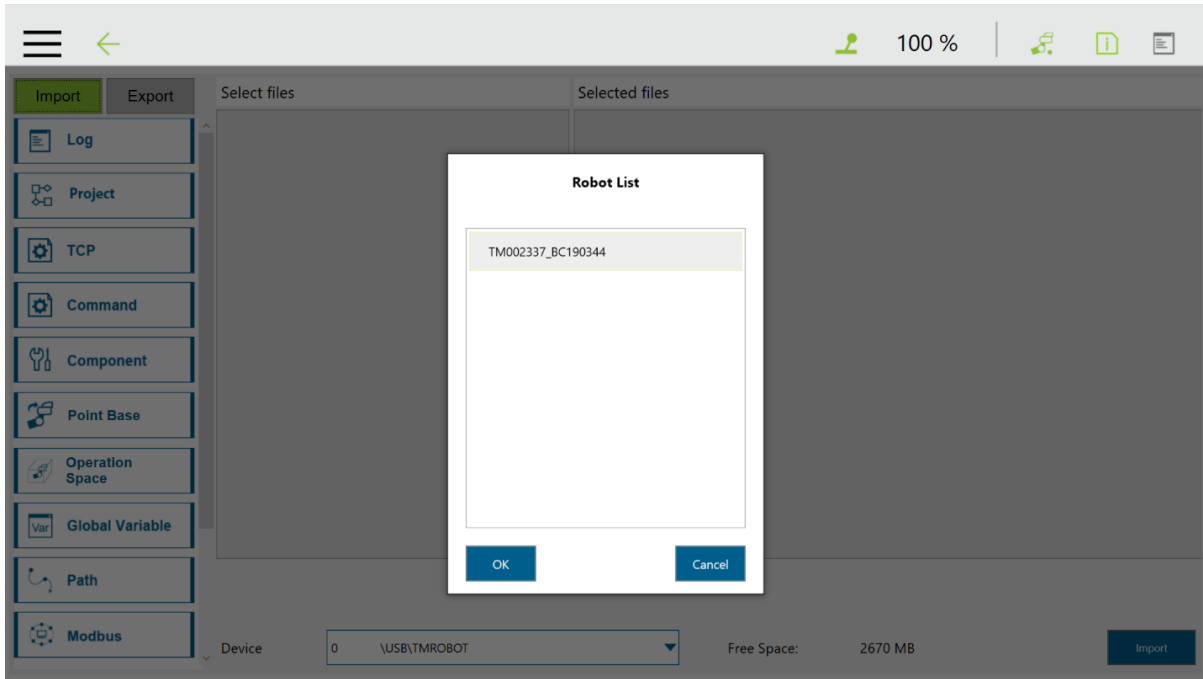 100 %
Import
Export
Select files
Selected files
Log
Project
TCP
Command
Component
Point Base
Operation
Space
Var
Global Variable
Path
Modbus
Robot List
TM002337_BC190344
OK
Cancel
Device
0 \USB\TMROBOT
Free Space: 2670 MB
Import